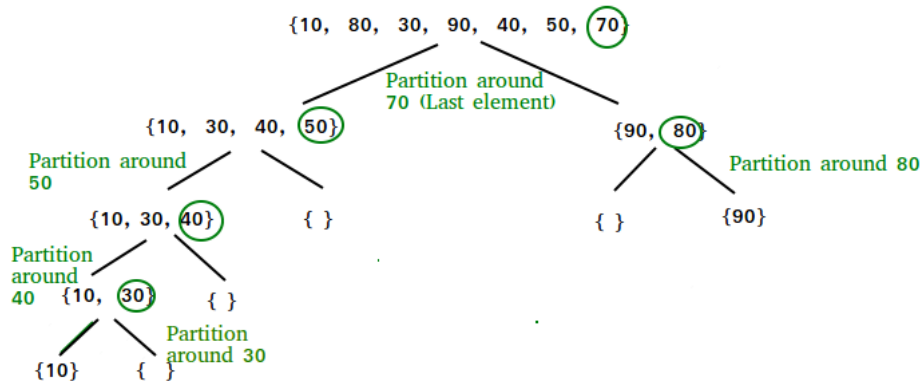 {10, 80, 30, 90, 40, 50, 70}
Partition around
70 (Last element)
{10, 30, 40, 50}
{90, 80}
Partition around
50
Partition around 80
{10, 30, 40}
{ }
{ }
{90}
Partition
around
40
{10, 30}
{ }
Partition
around 30
{10}
{ }